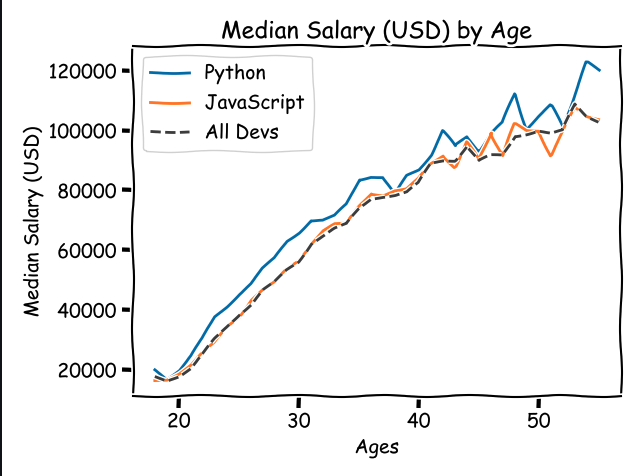 Median Salary (USD) by Age
Python
JavaScript
All Devs
Median Salary (USD)
120000
100000
80000
60000
40000
20000
20 30 40 50
Ages